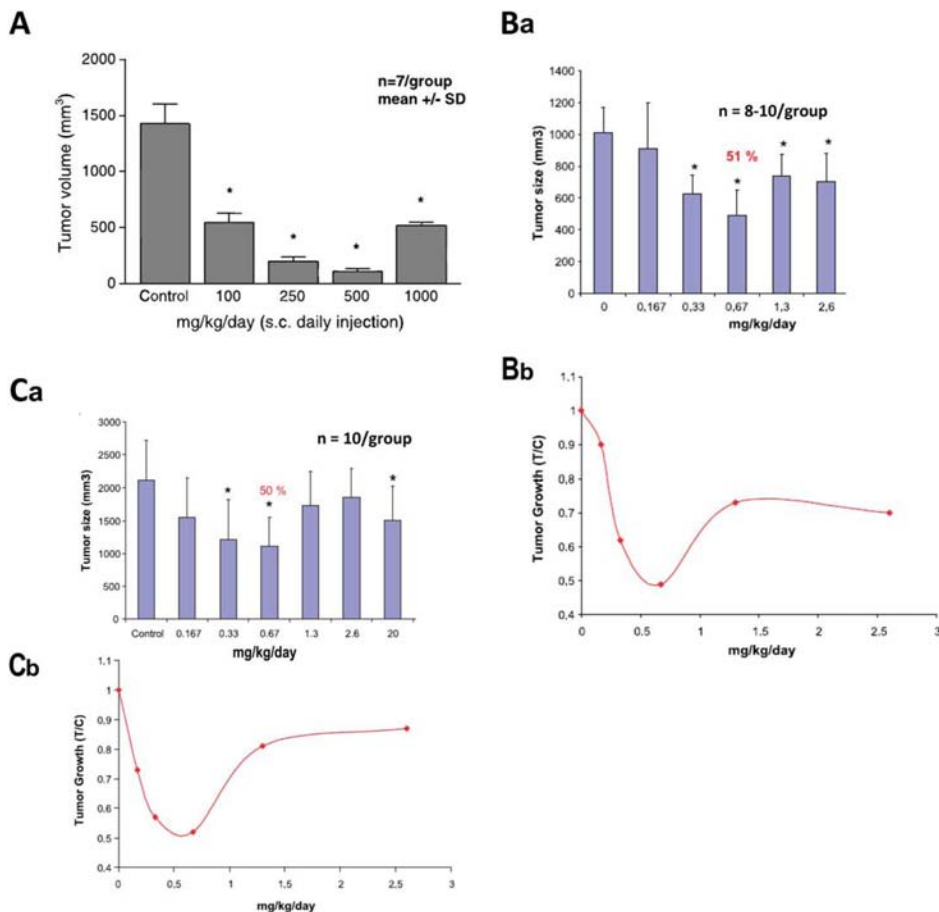 A
2000
1500
1000
500
0
Tumor volume (mm³)
n=7/group
mean +/- SD
*
*
*
*
Control 100 250 500 1000
mg/kg/day (s.c. daily injection)
Ba
1400
1200
1000
800
600
400
200
0
Tumor size (mm3)
n = 8-10/group
51 %
*
*
*
*
0 0,167 0,33 0,67 1,3 2,6
mg/kg/day
Ca
3000
2500
2000
1500
1000
500
0
Tumor size (mm3)
n = 10/group
50 %
*
*
*
Control 0.167 0.33 0.67 1.3 2.6 20
mg/kg/day
Bb
1,1
1
0,9
0,8
0,7
0,6
0,5
0,4
Tumor Growth (T/C)
0 0,5 1 1,5 2 2,5 3
mg/kg/day
Cb
1,1
1
0,9
0,8
0,7
0,6
0,5
0,4
Tumor Growth (T/C)
0 0,5 1 1,5 2 2,5 3
mg/kg/day